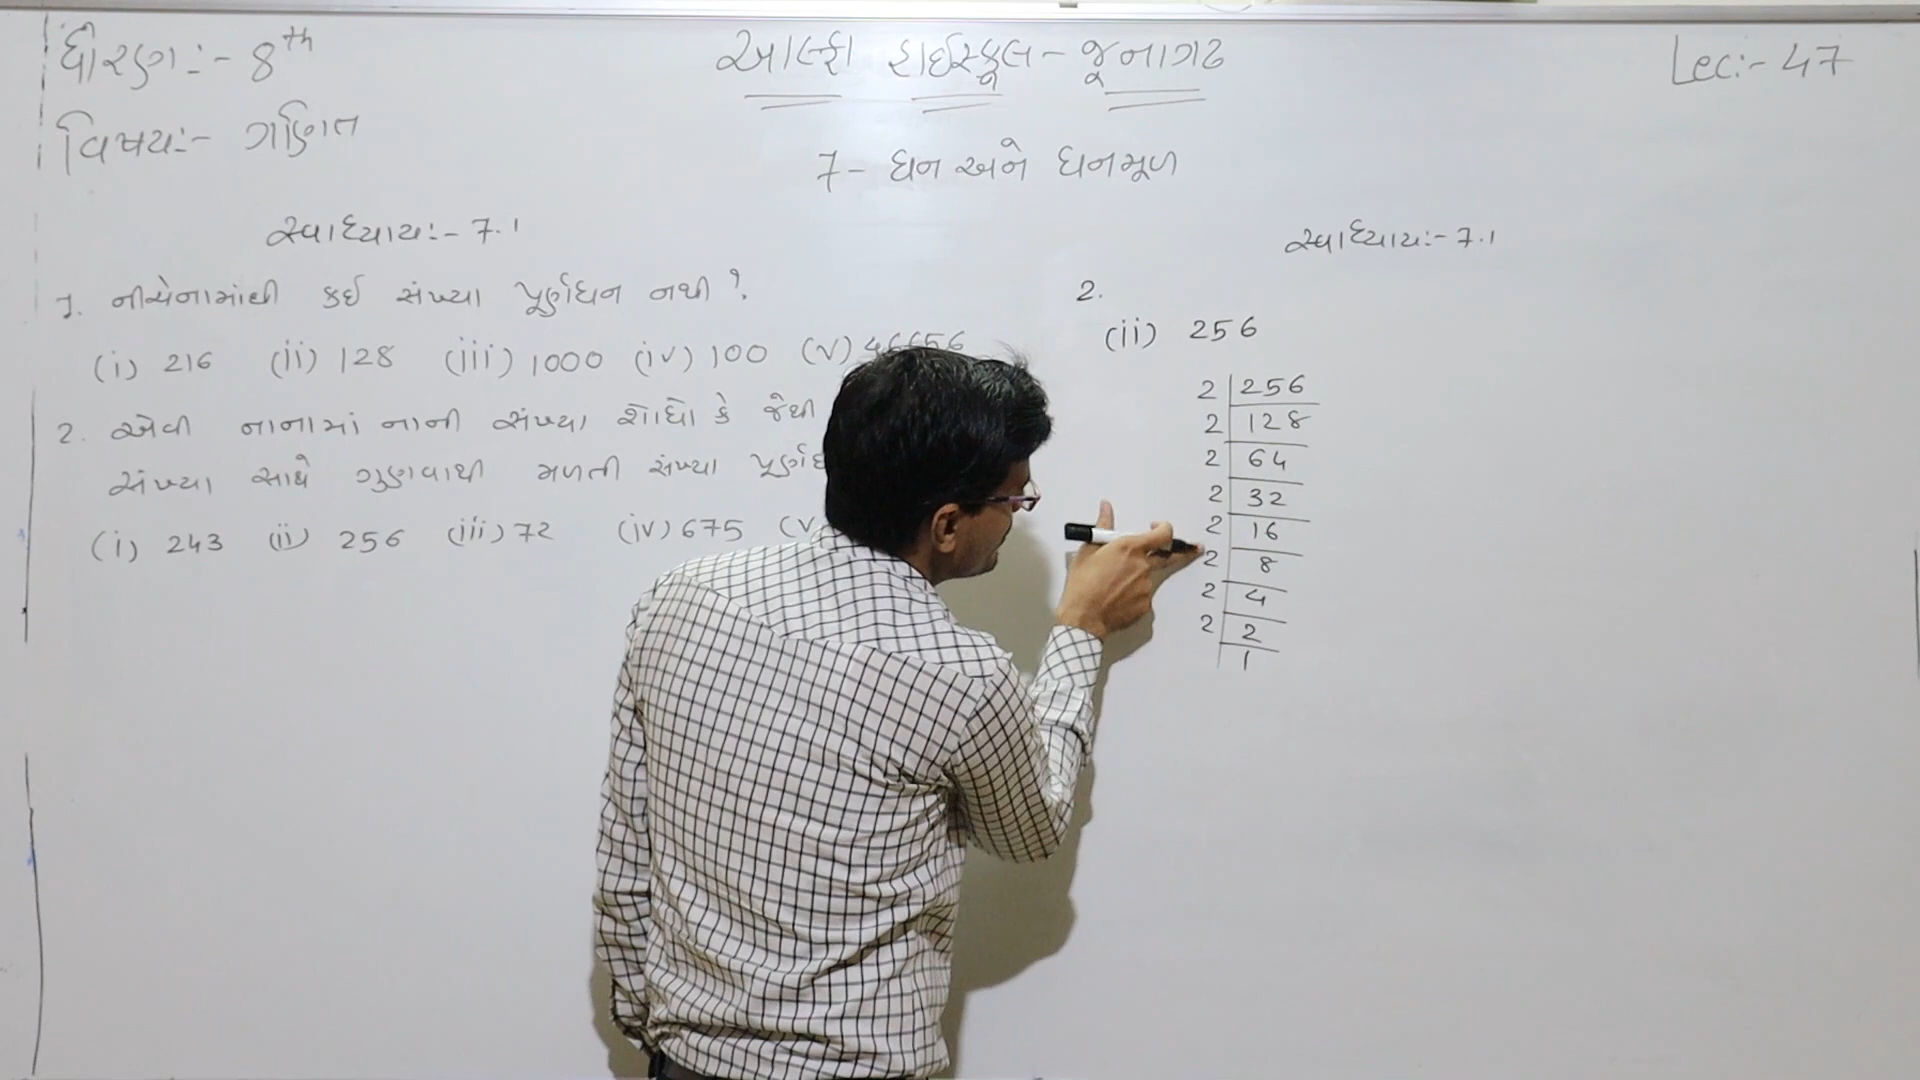 ધોરણ:- 8th
વિષય:- ગણિત
આલ્ફા હાઈસ્કૂલ - જૂનાગઢ
Lec:- 47
7 - ઘન અને ઘનમૂળ
સ્વાધ્યાય:- 7.1
1. નીચેનામાંથી કઈ સંખ્યા પૂર્ણઘન નથી ?
(i) 216 (ii) 128 (iii) 1000 (iv) 100 (v) 46656
2. એવી નાનામાં નાની સંખ્યા શોધો કે જેથી
સંખ્યા સાથે ગુણવાથી મળતી સંખ્યા
(i) 243 (ii) 256 (iii) 72 (iv) 675 (v
સ્વાધ્યાય:- 7.1
2.
(ii) 256
2 | 256
2 | 128
2 | 64
2 | 32
2 | 16
2 | 8
2 | 4
2 | 2
| 1